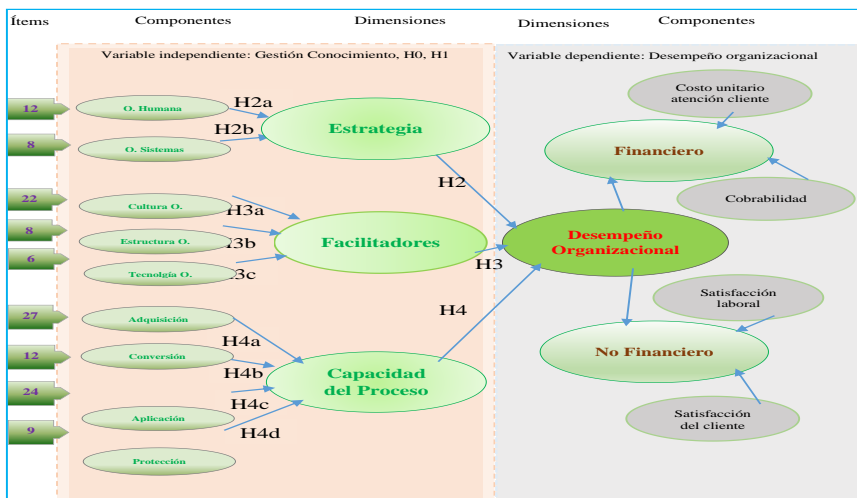 Ítems
Componentes
Dimensiones
Dimensiones
Componentes
Variable independiente: Gestión Conocimiento, H0, H1
Variable dependiente: Desempeño organizacional
12
O. Humana
H2a
8
O. Sistemas
H2b
Estrategia
H2
22
Cultura O.
H3a
8
Estructura O.
3b
6
Tecnolgía O.
3c
Facilitadores
H3
27
Adquisición
H4a
12
Conversión
H4b
24
Aplicación
H4c
9
Protección
H4d
Capacidad
del Proceso
H4
Desempeño
Organizacional
Costo unitario
atención cliente
Financiero
Cobrabilidad
Satisfacción
laboral
No Financiero
Satisfacción
del cliente